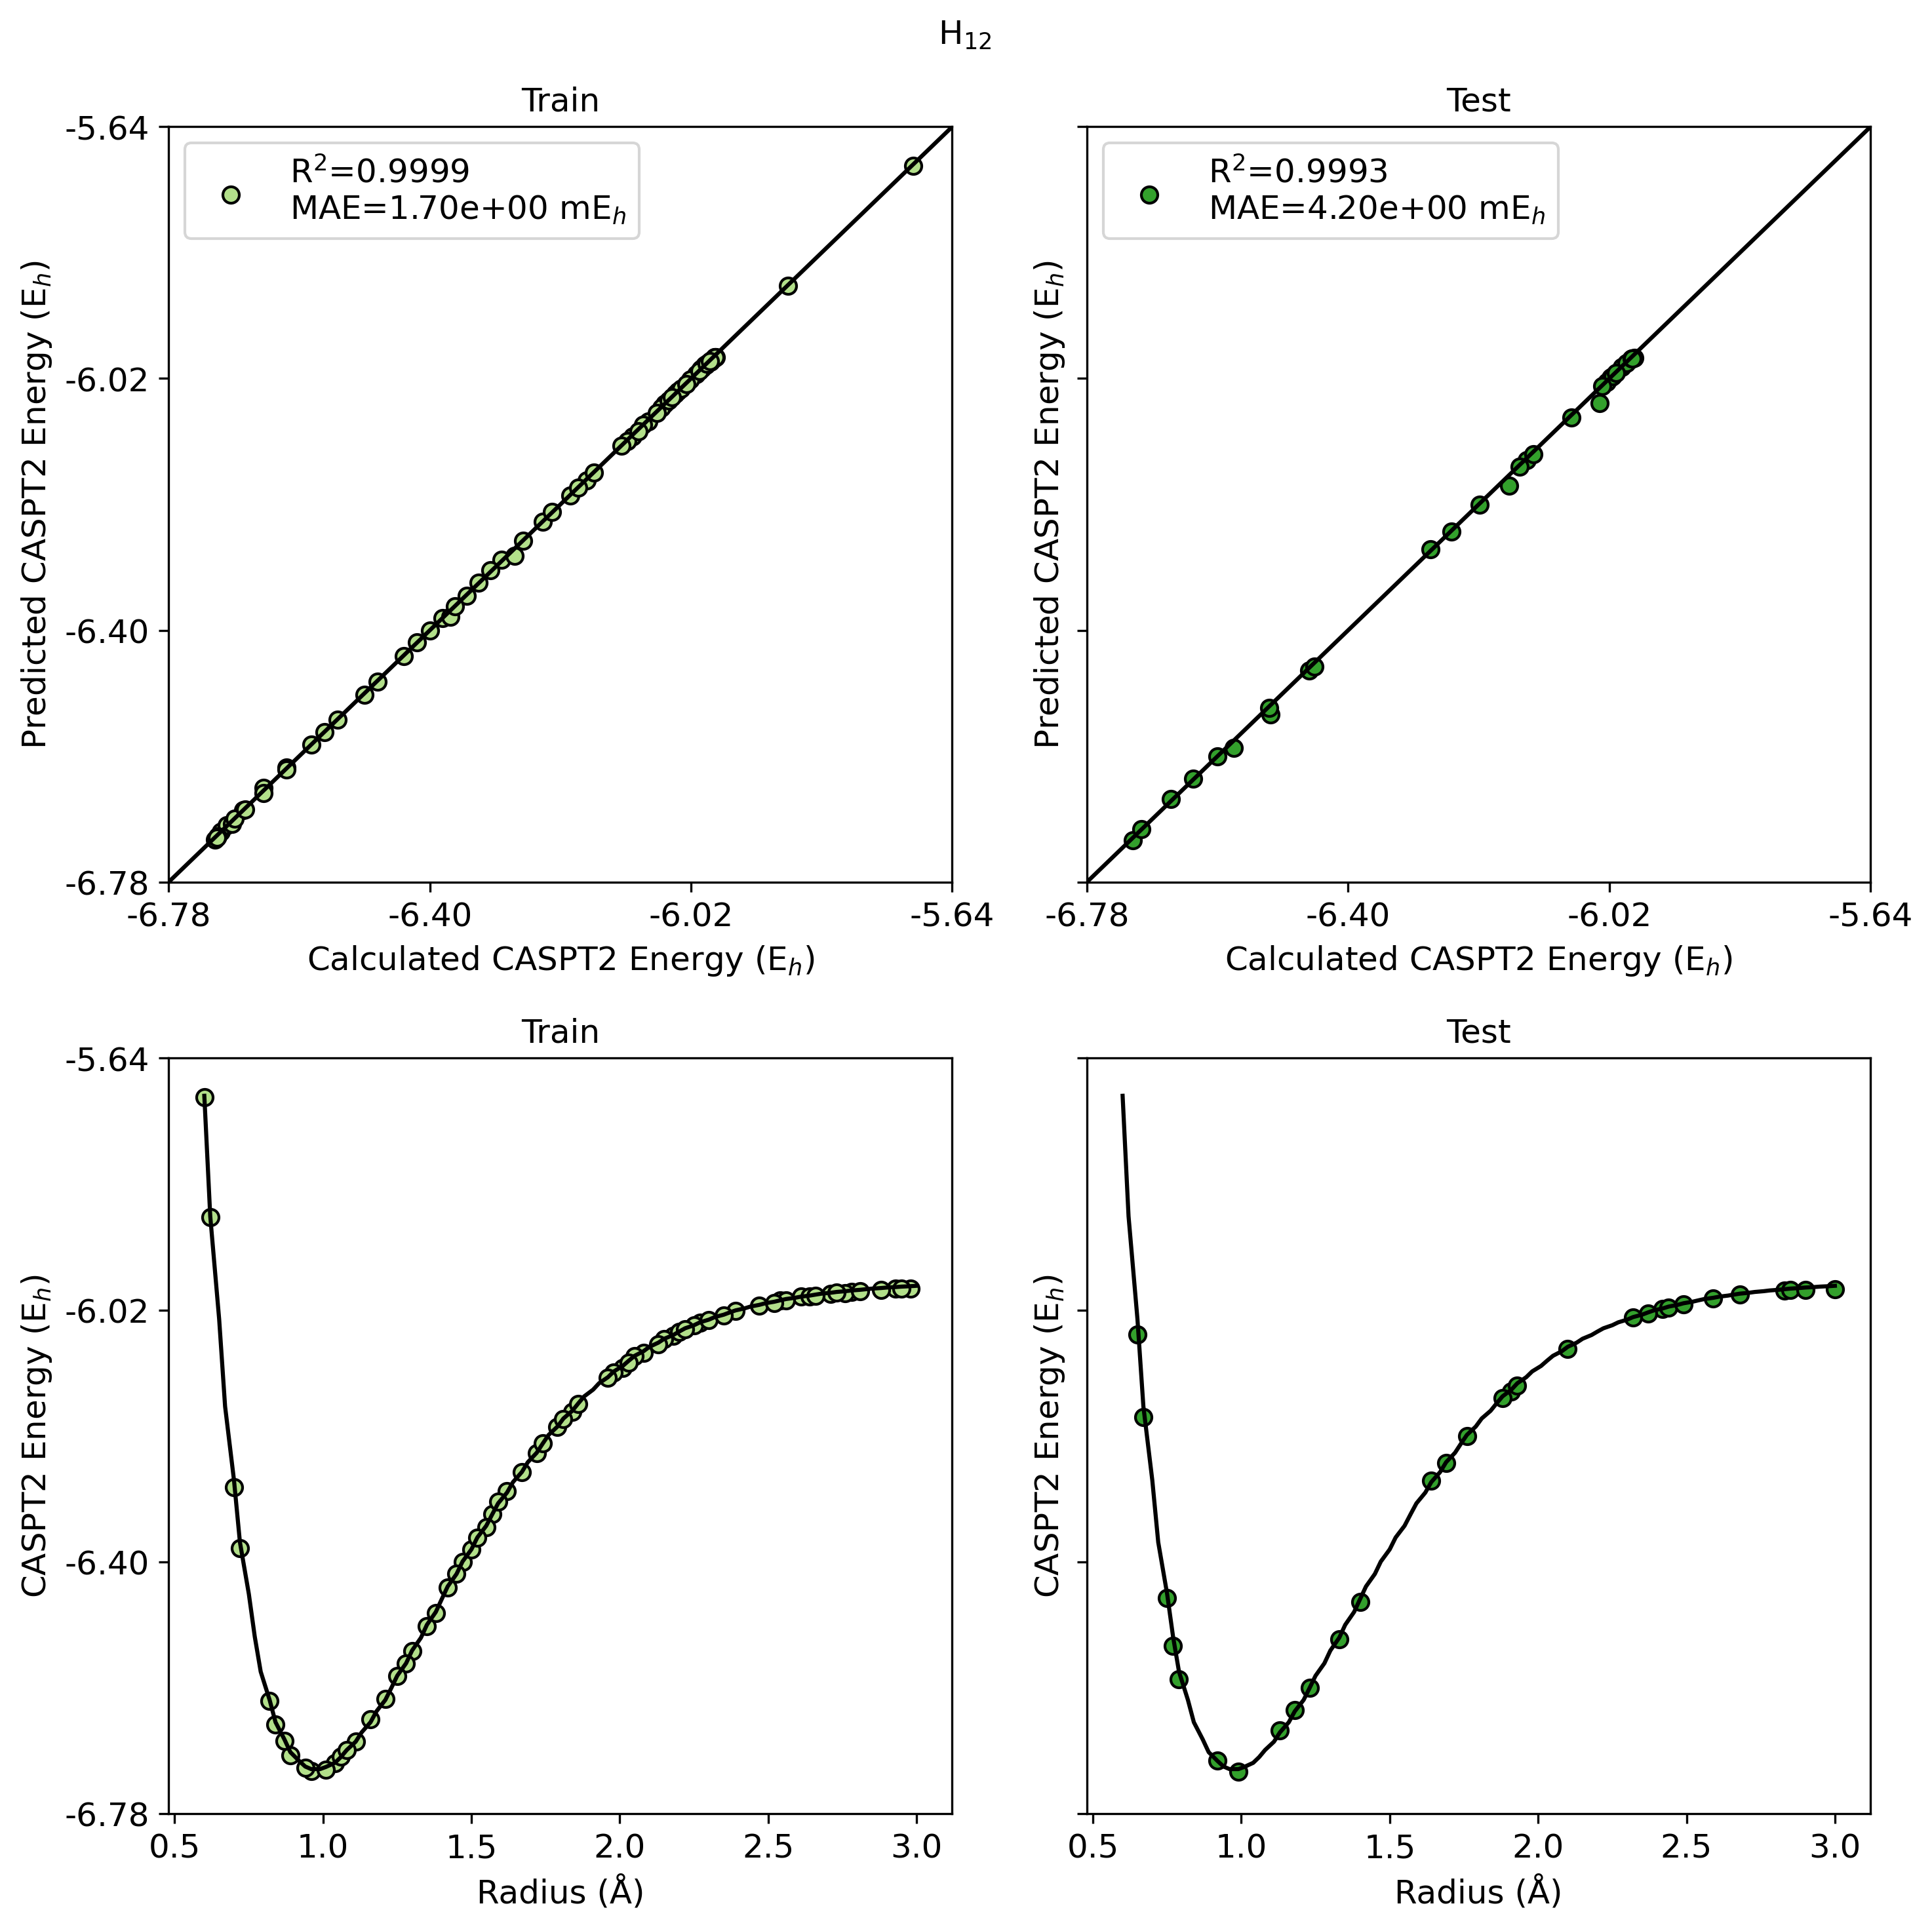 H₁₂
Train
Test
R²=0.9999
MAE=1.70e+00 mEₕ
R²=0.9993
MAE=4.20e+00 mEₕ
Predicted CASPT2 Energy (Eₕ)
-5.64
-6.02
-6.40
-6.78
-6.78 -6.40 -6.02 -5.64
Calculated CASPT2 Energy (Eₕ)
Predicted CASPT2 Energy (Eₕ)
-6.78 -6.40 -6.02 -5.64
Calculated CASPT2 Energy (Eₕ)
Train
Test
CASPT2 Energy (Eₕ)
-5.64
-6.02
-6.40
-6.78
0.5 1.0 1.5 2.0 2.5 3.0
Radius (Å)
CASPT2 Energy (Eₕ)
0.5 1.0 1.5 2.0 2.5 3.0
Radius (Å)